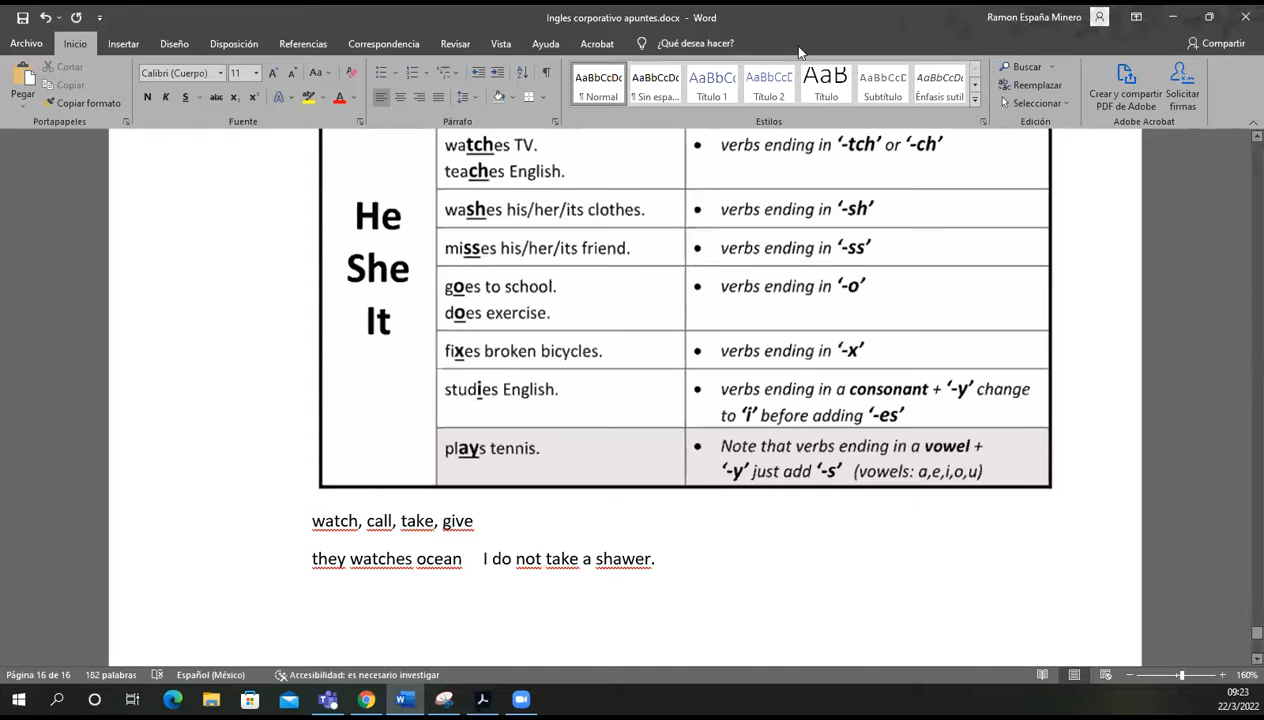 Ingles corporativo apuntes.docx - Word
Ramon España Minero
Archivo Inicio Insertar Diseño Disposición Referencias Correspondencia Revisar Vista Ayuda Acrobat ¿Qué desea hacer? Compartir
Pegar
Cortar
Copiar
Copiar formato
Portapapeles
Calibri (Cuerpo) 11
Aa
N K S abc x₂ x² A A
Fuente
Párrafo
AaBbCcDc AaBbCcDc AaBbCc AaBbCcD AaB AaBbCcD AaBbCcD
¶ Normal ¶ Sin espa... Título 1 Título 2 Título Subtítulo Énfasis sutil
Estilos
Buscar
Reemplazar
Seleccionar
Edición
Crear y compartir PDF de Adobe
Solicitar firmas
Adobe Acrobat
He
She
It
watches TV. • verbs ending in ‘-tch’ or ‘-ch’
teaches English.
washes his/her/its clothes. • verbs ending in ‘-sh’
misses his/her/its friend. • verbs ending in ‘-ss’
goes to school. • verbs ending in ‘-o’
does exercise.
fixes broken bicycles. • verbs ending in ‘-x’
studies English. • verbs ending in a consonant + ‘-y’ change
to ‘i’ before adding ‘-es’
plays tennis. • Note that verbs ending in a vowel +
‘-y’ just add ‘-s’ (vowels: a,e,i,o,u)
watch, call, take, give
they watches ocean I do not take a shawer.
Página 16 de 16 182 palabras Español (México) Accesibilidad: es necesario investigar 160%
09:23
22/3/2022